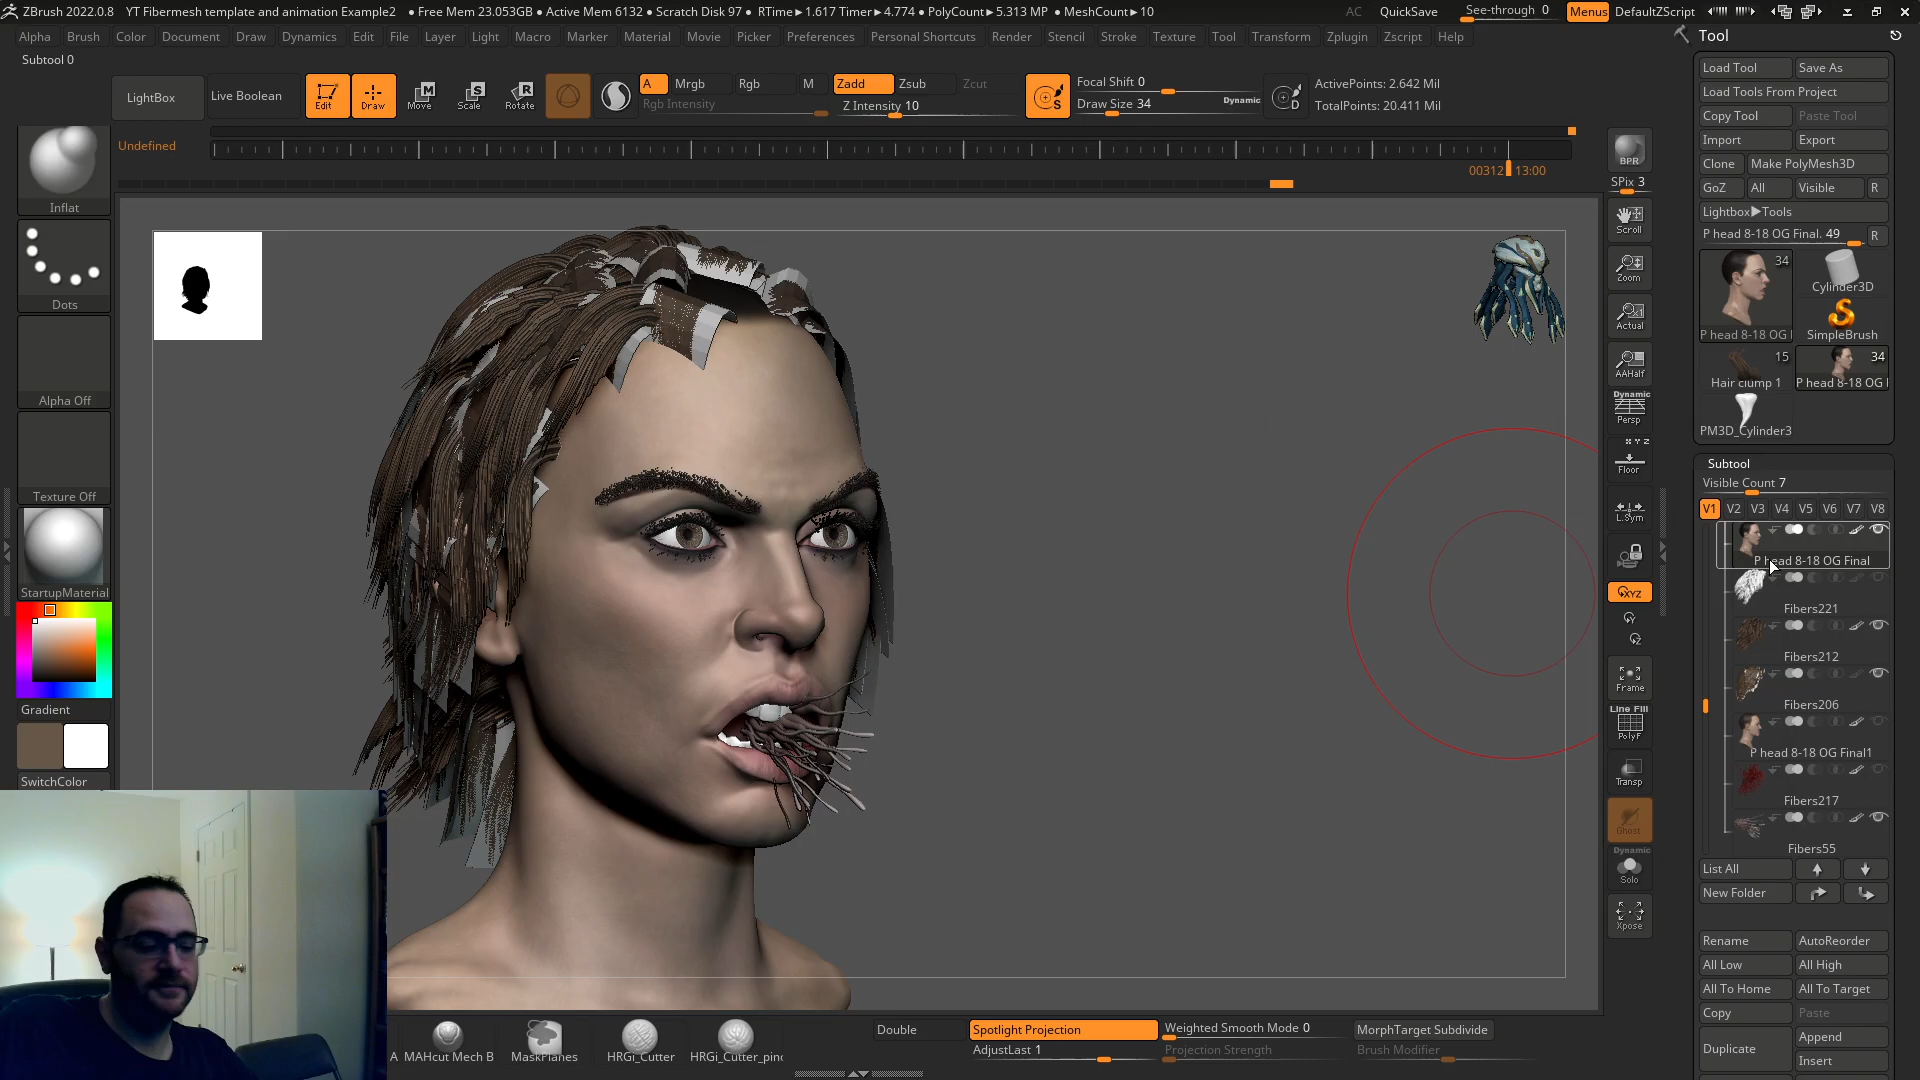 ZBrush 2022.0.8 YT Fibermesh template and animation Example2 ● Free Mem 23.053GB ● Active Mem 6132 ● Scratch Disk 97 ● RTime▶1.617 Timer▶4.774 ● PolyCount▶5.313 MP ● MeshCount▶10 AC QuickSave See-through 0 Menus DefaultZScript
Alpha Brush Color Document Draw Dynamics Edit File Layer Light Macro Marker Material Movie Picker Preferences Personal Shortcuts Render Stencil Stroke Texture Tool Transform Zplugin Zscript Help
Tool
Subtool 0
Load Tool Save As
Load Tools From Project
Copy Tool Paste Tool
Import Export
Clone Make PolyMesh3D
GoZ All Visible R
Lightbox▶Tools
P head 8-18 OG Final. 49 R
LightBox Live Boolean Edit Draw Move Scale Rotate
A Mrgb Rgb M Zadd Zsub Zcut
Rgb Intensity Z Intensity 10
S Focal Shift 0
Draw Size 34 Dynamic
D ActivePoints: 2.642 Mil
TotalPoints: 20.411 Mil
Undefined
00312 13:00
Inflat
Dots
Alpha Off
Texture Off
StartupMaterial
Gradient
SwitchColor
BPR
SPix 3
Scroll
Zoom
Actual
AAHalf
Dynamic
Persp
X Y Z
Floor
L.Sym
XYZ
Y
Z
Frame
Line Fill
PolyF
Transp
Ghost
Dynamic
Solo
Xpose
34
Cylinder3D
P head 8-18 OG SimpleBrush
15 34
Hair clump 1 P head 8-18 OG
PM3D_Cylinder3
Subtool
Visible Count 7
V1 V2 V3 V4 V5 V6 V7 V8
P head 8-18 OG Final
Fibers221
Fibers212
Fibers206
P head 8-18 OG Final1
Fibers217
Fibers55
List All
New Folder
Rename AutoReorder
All Low All High
All To Home All To Target
Copy Paste
Duplicate Append
Insert
A MAHcut Mech B MaskPlanes HRGi_Cutter HRGi_Cutter_pinc
Double Spotlight Projection Weighted Smooth Mode 0 MorphTarget Subdivide
AdjustLast 1 Projection Strength Brush Modifier